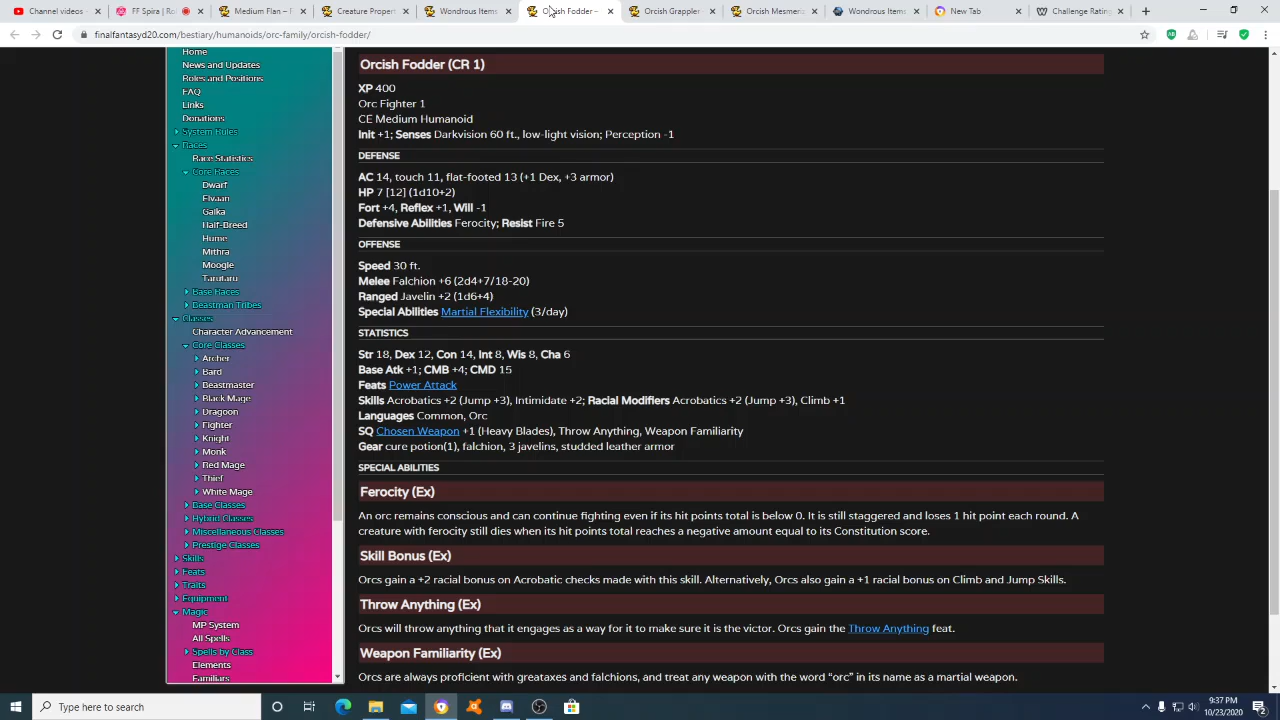 Channel videos - YouTube
FF Spira | Ro
Medium Flan – F
Creature Propert
Wondrous Items
Orcish Fodder –
Orcish Grappler
Orcish Mesmeri
Wondrous Items
New Tab
Challenge Rating
finalfantasyd20.com/bestiary/humanoids/orc-family/orcish-fodder/
Home
News and Updates
Roles and Positions
FAQ
Links
Donations
System Rules
Races
Race Statistics
Core Races
Dwarf
Elvaan
Galka
Half-Breed
Hume
Mithra
Moogle
Tarutaru
Base Races
Beastman Tribes
Classes
Character Advancement
Core Classes
Archer
Bard
Beastmaster
Black Mage
Dragoon
Fighter
Knight
Monk
Red Mage
Thief
White Mage
Base Classes
Hybrid Classes
Miscellaneous Classes
Prestige Classes
Skills
Feats
Traits
Equipment
Magic
MP System
All Spells
Spells by Class
Elements
Familiars
Orcish Fodder (CR 1)
XP 400
Orc Fighter 1
CE Medium Humanoid
Init +1; Senses Darkvision 60 ft., low-light vision; Perception -1
DEFENSE
AC 14, touch 11, flat-footed 13 (+1 Dex, +3 armor)
HP 7 [12] (1d10+2)
Fort +4, Reflex +1, Will -1
Defensive Abilities Ferocity; Resist Fire 5
OFFENSE
Speed 30 ft.
Melee Falchion +6 (2d4+7/18-20)
Ranged Javelin +2 (1d6+4)
Special Abilities Martial Flexibility (3/day)
STATISTICS
Str 18, Dex 12, Con 14, Int 8, Wis 8, Cha 6
Base Atk +1; CMB +4; CMD 15
Feats Power Attack
Skills Acrobatics +2 (Jump +3), Intimidate +2; Racial Modifiers Acrobatics +2 (Jump +3), Climb +1
Languages Common, Orc
SQ Chosen Weapon +1 (Heavy Blades), Throw Anything, Weapon Familiarity
Gear cure potion(1), falchion, 3 javelins, studded leather armor
SPECIAL ABILITIES
Ferocity (Ex)
An orc remains conscious and can continue fighting even if its hit points total is below 0. It is still staggered and loses 1 hit point each round. A
creature with ferocity still dies when its hit points total reaches a negative amount equal to its Constitution score.
Skill Bonus (Ex)
Orcs gain a +2 racial bonus on Acrobatic checks made with this skill. Alternatively, Orcs also gain a +1 racial bonus on Climb and Jump Skills.
Throw Anything (Ex)
Orcs will throw anything that it engages as a way for it to make sure it is the victor. Orcs gain the Throw Anything feat.
Weapon Familiarity (Ex)
Orcs are always proficient with greataxes and falchions, and treat any weapon with the word “orc” in its name as a martial weapon.
Type here to search
9:37 PM
10/23/2020
2